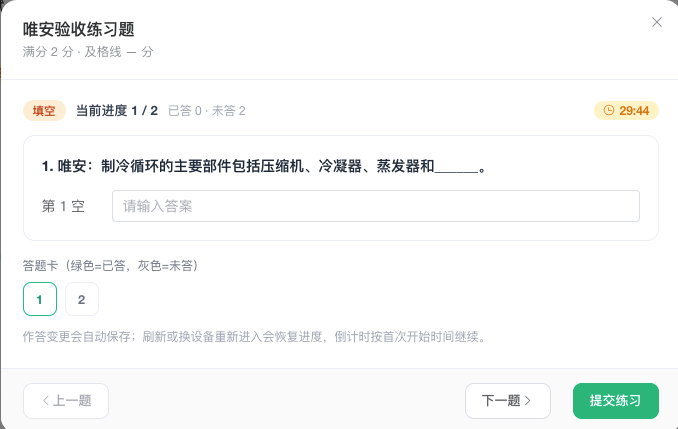 唯安验收练习题
满分 2 分 · 及格线 — 分
填空 当前进度 1 / 2 已答 0 · 未答 2 29:44
1. 唯安：制冷循环的主要部件包括压缩机、冷凝器、蒸发器和______。
第 1 空 请输入答案
答题卡（绿色=已答，灰色=未答）
1 2
作答变更会自动保存；刷新或换设备重新进入会恢复进度，倒计时按首次开始时间继续。
上一题 下一题 提交练习